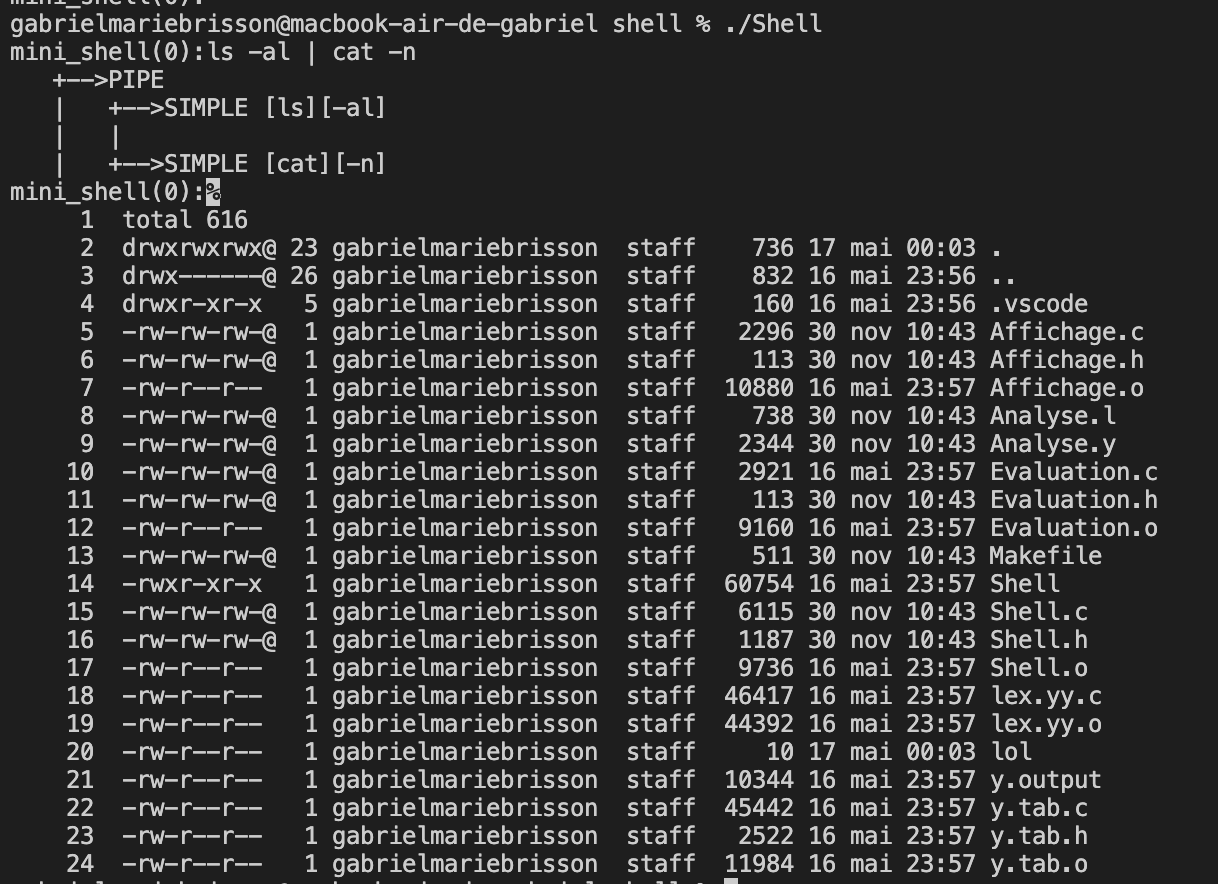 gabrielmariebrisson@macbook-air-de-gabriel shell % ./Shell
mini_shell(0):ls -al | cat -n
   +-->PIPE
   |   +-->SIMPLE [ls][-al]
   |   |
   |   +-->SIMPLE [cat][-n]
mini_shell(0):%
     1  total 616
     2  drwxrwxrwx@ 23 gabrielmariebrisson  staff    736 17 mai 00:03 .
     3  drwx------@ 26 gabrielmariebrisson  staff    832 16 mai 23:56 ..
     4  drwxr-xr-x   5 gabrielmariebrisson  staff    160 16 mai 23:56 .vscode
     5  -rw-rw-rw-@  1 gabrielmariebrisson  staff   2296 30 nov 10:43 Affichage.c
     6  -rw-rw-rw-@  1 gabrielmariebrisson  staff    113 30 nov 10:43 Affichage.h
     7  -rw-r--r--   1 gabrielmariebrisson  staff  10880 16 mai 23:57 Affichage.o
     8  -rw-rw-rw-@  1 gabrielmariebrisson  staff    738 30 nov 10:43 Analyse.l
     9  -rw-rw-rw-@  1 gabrielmariebrisson  staff   2344 30 nov 10:43 Analyse.y
    10  -rw-rw-rw-@  1 gabrielmariebrisson  staff   2921 16 mai 23:57 Evaluation.c
    11  -rw-rw-rw-@  1 gabrielmariebrisson  staff    113 30 nov 10:43 Evaluation.h
    12  -rw-r--r--   1 gabrielmariebrisson  staff   9160 16 mai 23:57 Evaluation.o
    13  -rw-rw-rw-@  1 gabrielmariebrisson  staff    511 30 nov 10:43 Makefile
    14  -rwxr-xr-x   1 gabrielmariebrisson  staff  60754 16 mai 23:57 Shell
    15  -rw-rw-rw-@  1 gabrielmariebrisson  staff   6115 30 nov 10:43 Shell.c
    16  -rw-rw-rw-@  1 gabrielmariebrisson  staff   1187 30 nov 10:43 Shell.h
    17  -rw-r--r--   1 gabrielmariebrisson  staff   9736 16 mai 23:57 Shell.o
    18  -rw-r--r--   1 gabrielmariebrisson  staff  46417 16 mai 23:57 lex.yy.c
    19  -rw-r--r--   1 gabrielmariebrisson  staff  44392 16 mai 23:57 lex.yy.o
    20  -rw-r--r--   1 gabrielmariebrisson  staff     10 17 mai 00:03 lol
    21  -rw-r--r--   1 gabrielmariebrisson  staff  10344 16 mai 23:57 y.output
    22  -rw-r--r--   1 gabrielmariebrisson  staff  45442 16 mai 23:57 y.tab.c
    23  -rw-r--r--   1 gabrielmariebrisson  staff   2522 16 mai 23:57 y.tab.h
    24  -rw-r--r--   1 gabrielmariebrisson  staff  11984 16 mai 23:57 y.tab.o